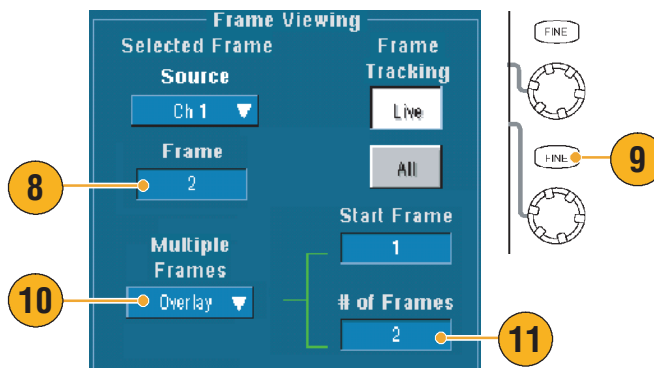 Frame Viewing
Selected Frame
Source
Ch 1
Frame
2
Multiple
Frames
Overlay
Frame
Tracking
Live
All
Start Frame
1
# of Frames
2
FINE
FINE
8
9
10
11